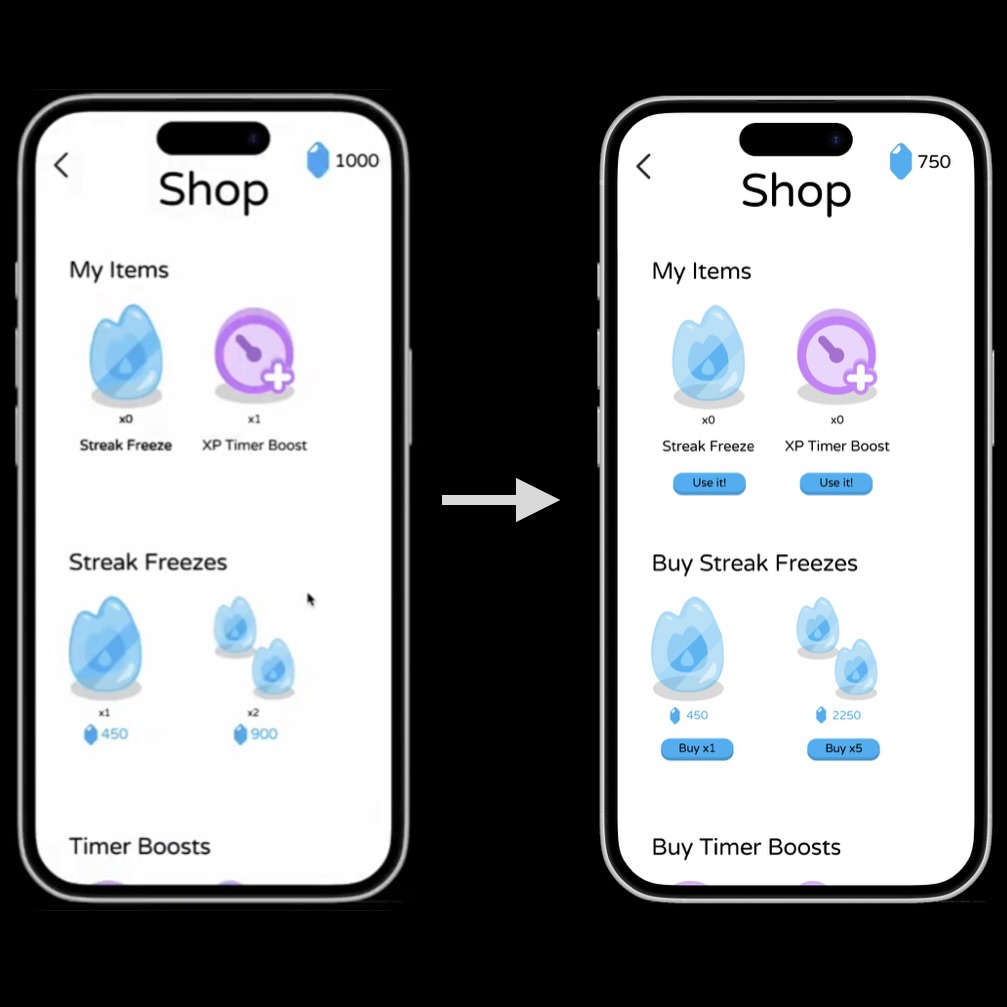 1000
Shop
My Items
x0 x1
Streak Freeze XP Timer Boost
Streak Freezes
x1 x2
450 900
Timer Boosts
750
Shop
My Items
x0 x0
Streak Freeze XP Timer Boost
Use it! Use it!
Buy Streak Freezes
450 2250
Buy x1 Buy x5
Buy Timer Boosts